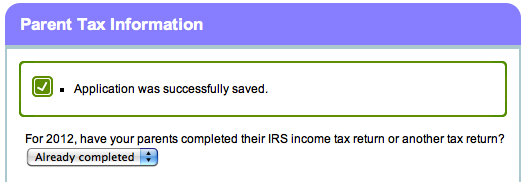 Parent Tax Information
Application was successfully saved.
For 2012, have your parents completed their IRS income tax return or another tax return?
Already completed